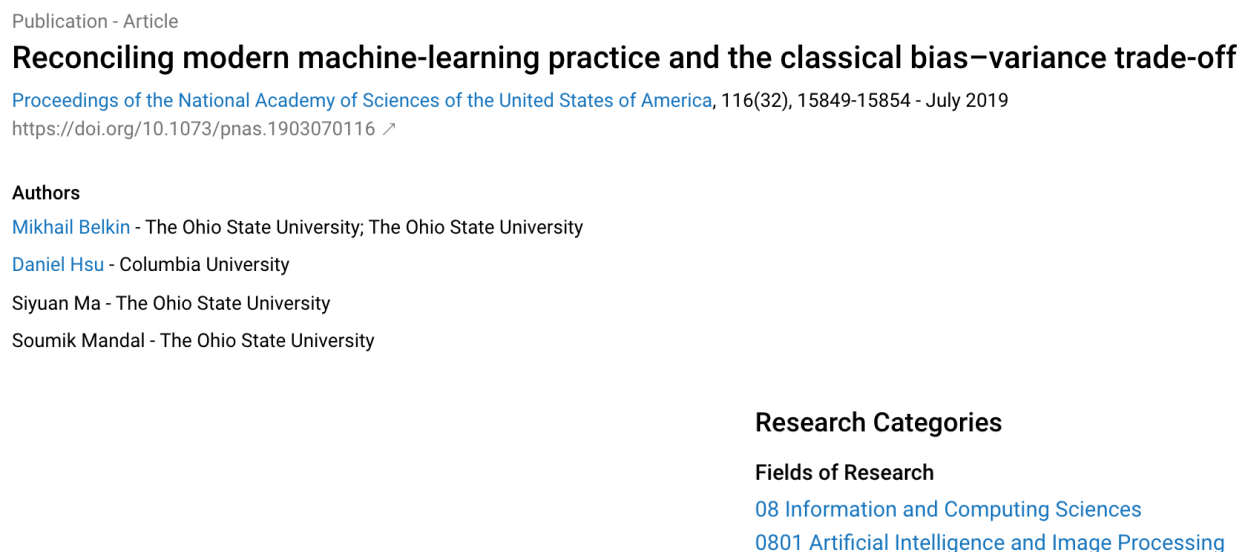 Publication - Article
Reconciling modern machine-learning practice and the classical bias–variance trade-off
Proceedings of the National Academy of Sciences of the United States of America, 116(32), 15849-15854 - July 2019
https://doi.org/10.1073/pnas.1903070116 ↗
Authors
Mikhail Belkin - The Ohio State University; The Ohio State University
Daniel Hsu - Columbia University
Siyuan Ma - The Ohio State University
Soumik Mandal - The Ohio State University
Research Categories
Fields of Research
08 Information and Computing Sciences
0801 Artificial Intelligence and Image Processing